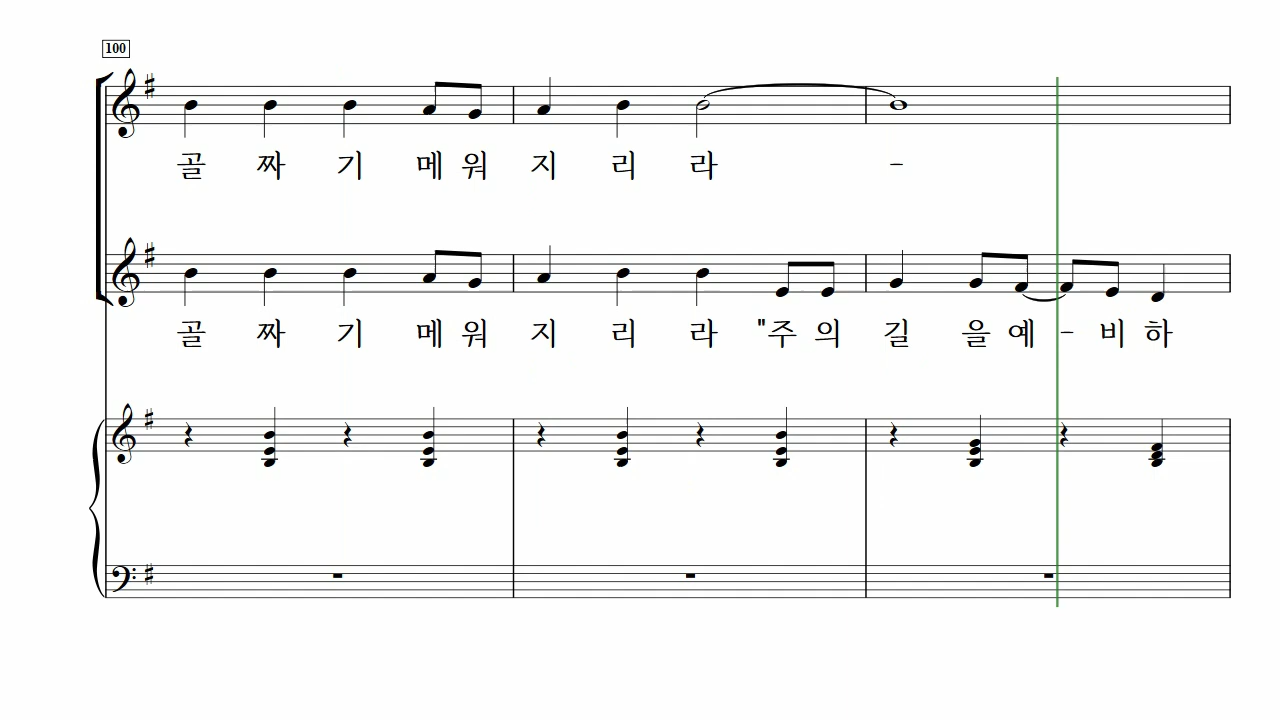 100
골 짜 기 메 워 지 리 라 -
골 짜 기 메 워 지 리 라 "주 의 길 을 예 - 비 하